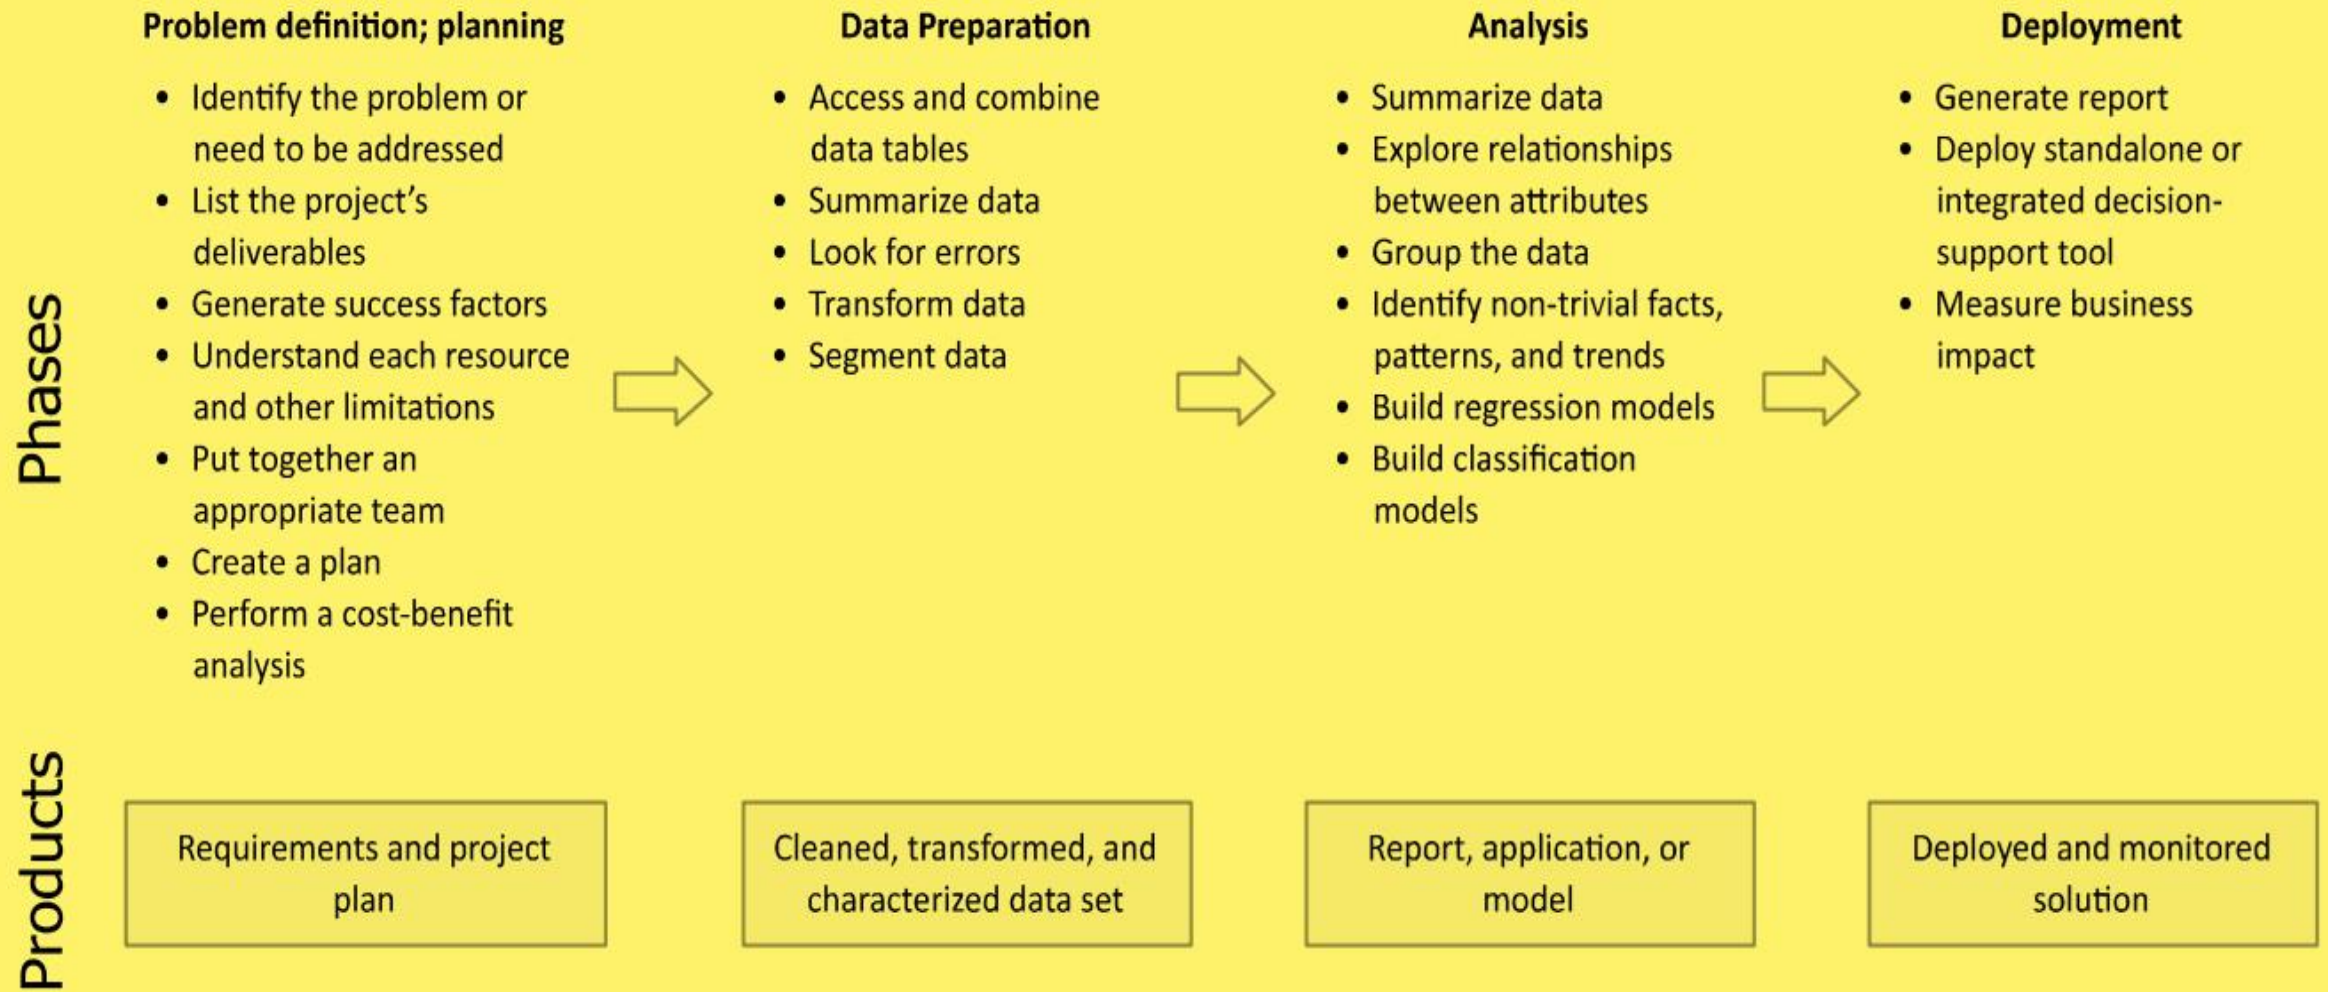 Phases
Problem definition; planning
• Identify the problem or
need to be addressed
• List the project’s
deliverables
• Generate success factors
• Understand each resource
and other limitations
• Put together an
appropriate team
• Create a plan
• Perform a cost-benefit
analysis
Data Preparation
• Access and combine
data tables
• Summarize data
• Look for errors
• Transform data
• Segment data
Analysis
• Summarize data
• Explore relationships
between attributes
• Group the data
• Identify non-trivial facts,
patterns, and trends
• Build regression models
• Build classification
models
Deployment
• Generate report
• Deploy standalone or
integrated decision-
support tool
• Measure business
impact
Products
Requirements and project
plan
Cleaned, transformed, and
characterized data set
Report, application, or
model
Deployed and monitored
solution